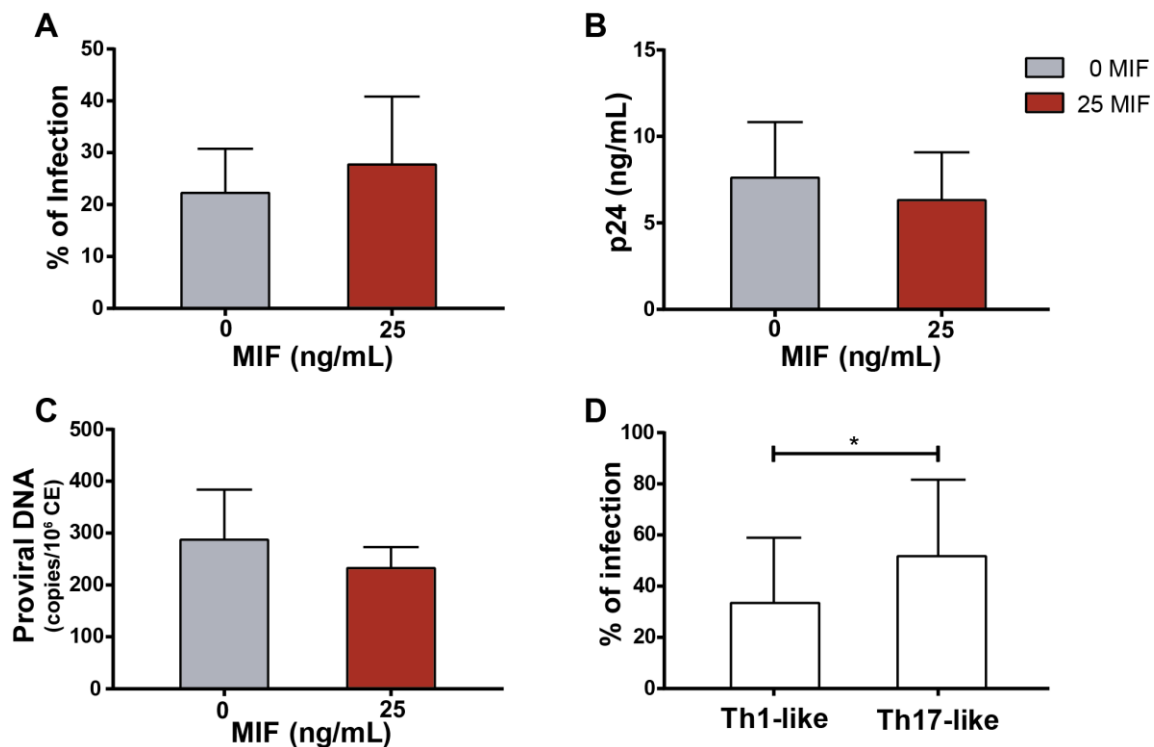 A
50
40
30
20
10
0
% of Infection
0
25
MIF (ng/mL)
B
15
10
5
0
p24 (ng/mL)
0
25
MIF (ng/mL)
0 MIF
25 MIF
C
500
400
300
200
100
0
Proviral DNA
(copies/10⁶ CE)
0
25
MIF (ng/mL)
D
100
80
60
40
20
0
% of infection
*
Th1-like
Th17-like